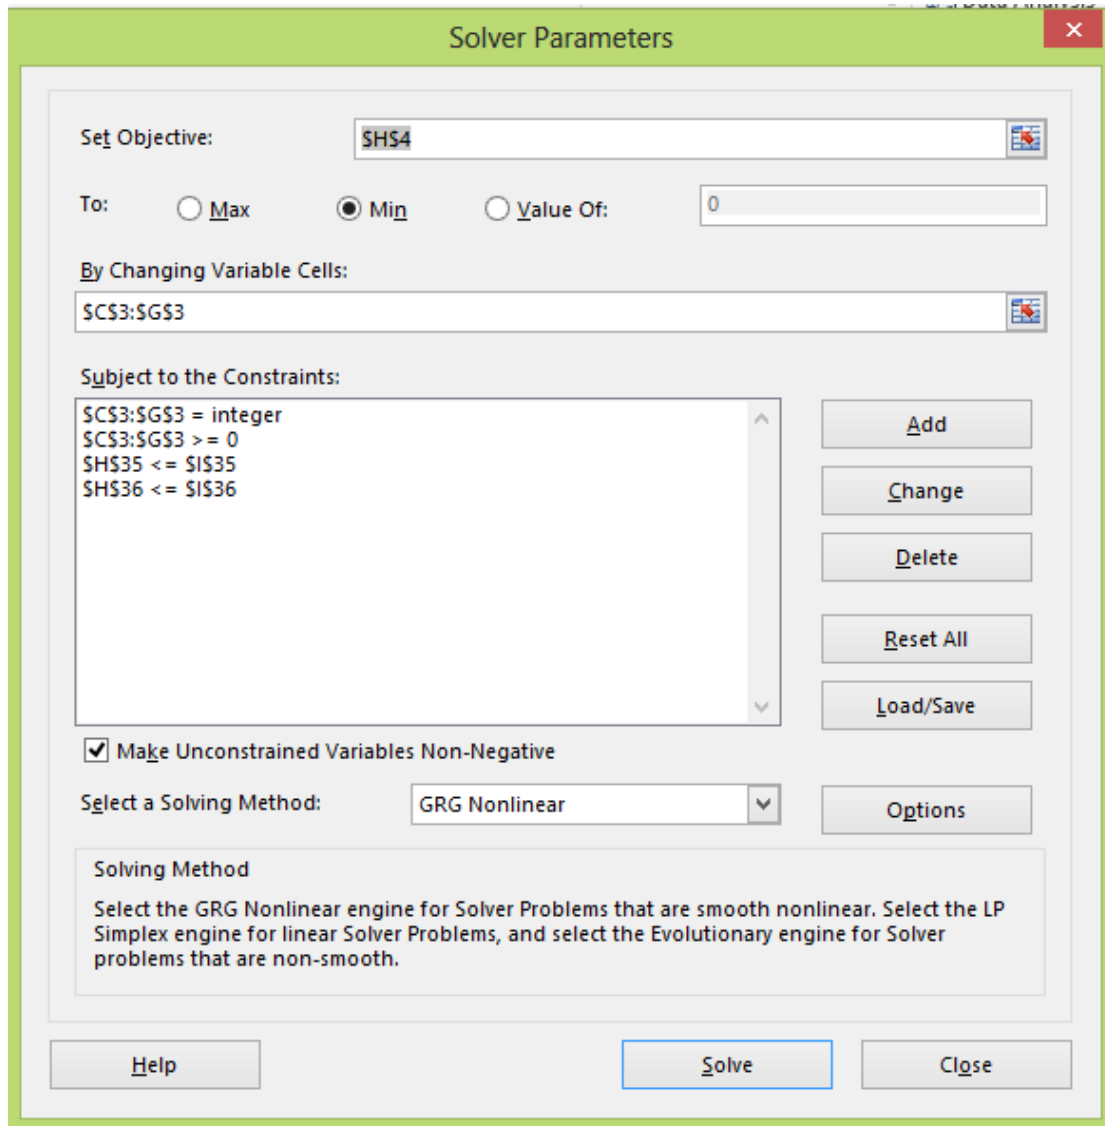 Data Analysis
Solver Parameters
Set Objective:
$H$4
To:
Max
Min
Value Of:
0
By Changing Variable Cells:
$C$3:$G$3
Subject to the Constraints:
$C$3:$G$3 = integer
$C$3:$G$3 >= 0
$H$35 <= $I$35
$H$36 <= $I$36
Add
Change
Delete
Reset All
Load/Save
Make Unconstrained Variables Non-Negative
Select a Solving Method:
GRG Nonlinear
Options
Solving Method
Select the GRG Nonlinear engine for Solver Problems that are smooth nonlinear. Select the LP
Simplex engine for linear Solver Problems, and select the Evolutionary engine for Solver
problems that are non-smooth.
Help
Solve
Close